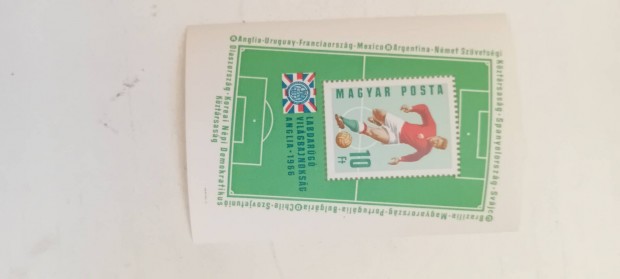 Anglia-Uruguay-Franciaország-Mexico
Argentína-Német Szövetségi Köztársaság-Spanyolország-Svájc
Brazília-Magyarország-Portugália-Bulgária
Chile-Szovjetunió
Olaszország-Koreai Népi Demokratikus Köztársaság
LABDARÚGÓ
VILÁGBAJNOKSÁG
ANGLIA·1966
MAGYAR POSTA
10
Ft